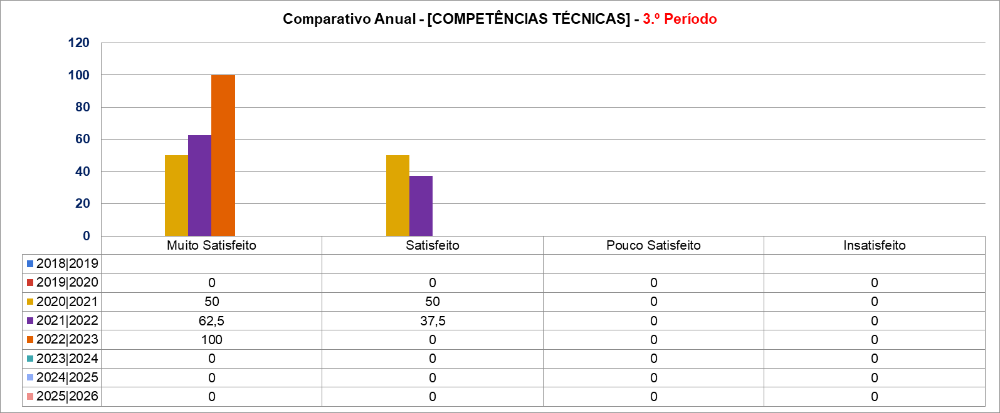 Comparativo Anual - [COMPETÊNCIAS TÉCNICAS] - 3.º Período
120
100
80
60
40
20
0
Muito Satisfeito Satisfeito Pouco Satisfeito Insatisfeito
2018|2019
2019|2020 0 0 0 0
2020|2021 50 50 0 0
2021|2022 62,5 37,5 0 0
2022|2023 100 0 0 0
2023|2024 0 0 0 0
2024|2025 0 0 0 0
2025|2026 0 0 0 0